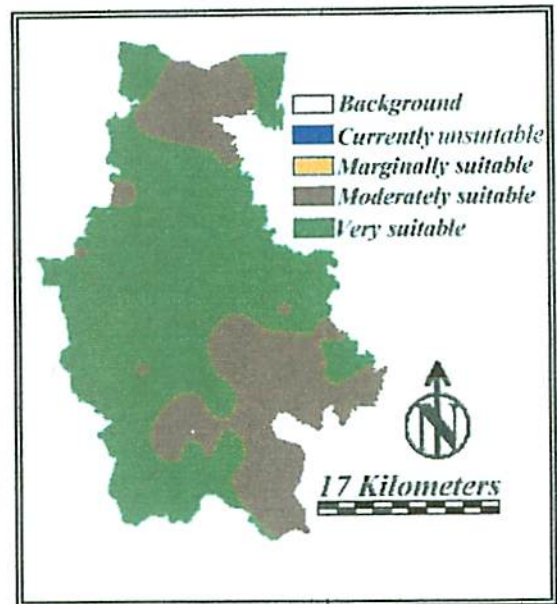 Background
Currently unsuitable
Marginally suitable
Moderately suitable
Very suitable
N
17 Kilometers